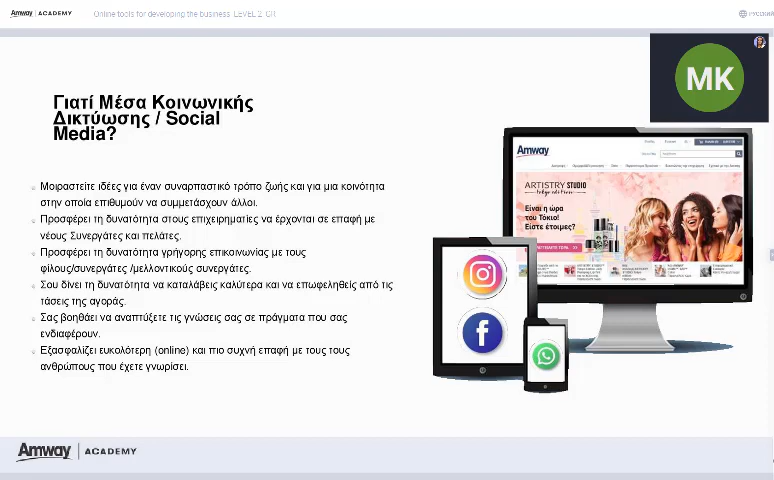 Amway | ACADEMY
Online tools for developing the business. LEVEL 2. GR
РУССКИЙ
MK
Γιατί Μέσα Κοινωνικής
Δικτύωσης / Social
Media?
Μοιραστείτε ιδέες για έναν συναρπαστικό τρόπο ζωής και για μια κοινότητα
στην οποία επιθυμούν να συμμετάσχουν άλλοι.
Προσφέρει τη δυνατότητα στους επιχειρηματίες να έρχονται σε επαφή με
νέους Συνεργάτες και πελάτες.
Προσφέρει τη δυνατότητα γρήγορης επικοινωνίας με τους
φίλους/συνεργάτες /μελλοντικούς συνεργάτες.
Σου δίνει τη δυνατότητα να καταλάβεις καλύτερα και να επωφεληθείς από τις
τάσεις της αγοράς.
Σας βοηθάει να αναπτύξετε τις γνώσεις σας σε πράγματα που σας
ενδιαφέρουν.
Εξασφαλίζει ευκολότερη (online) και πιο συχνή επαφή με τους τους
ανθρώπους που έχετε γνωρίσει.
Amway
ARTISTRY STUDIO
Είναι η ώρα
του Τόκιο!
Είστε έτοιμες?
Amway | ACADEMY